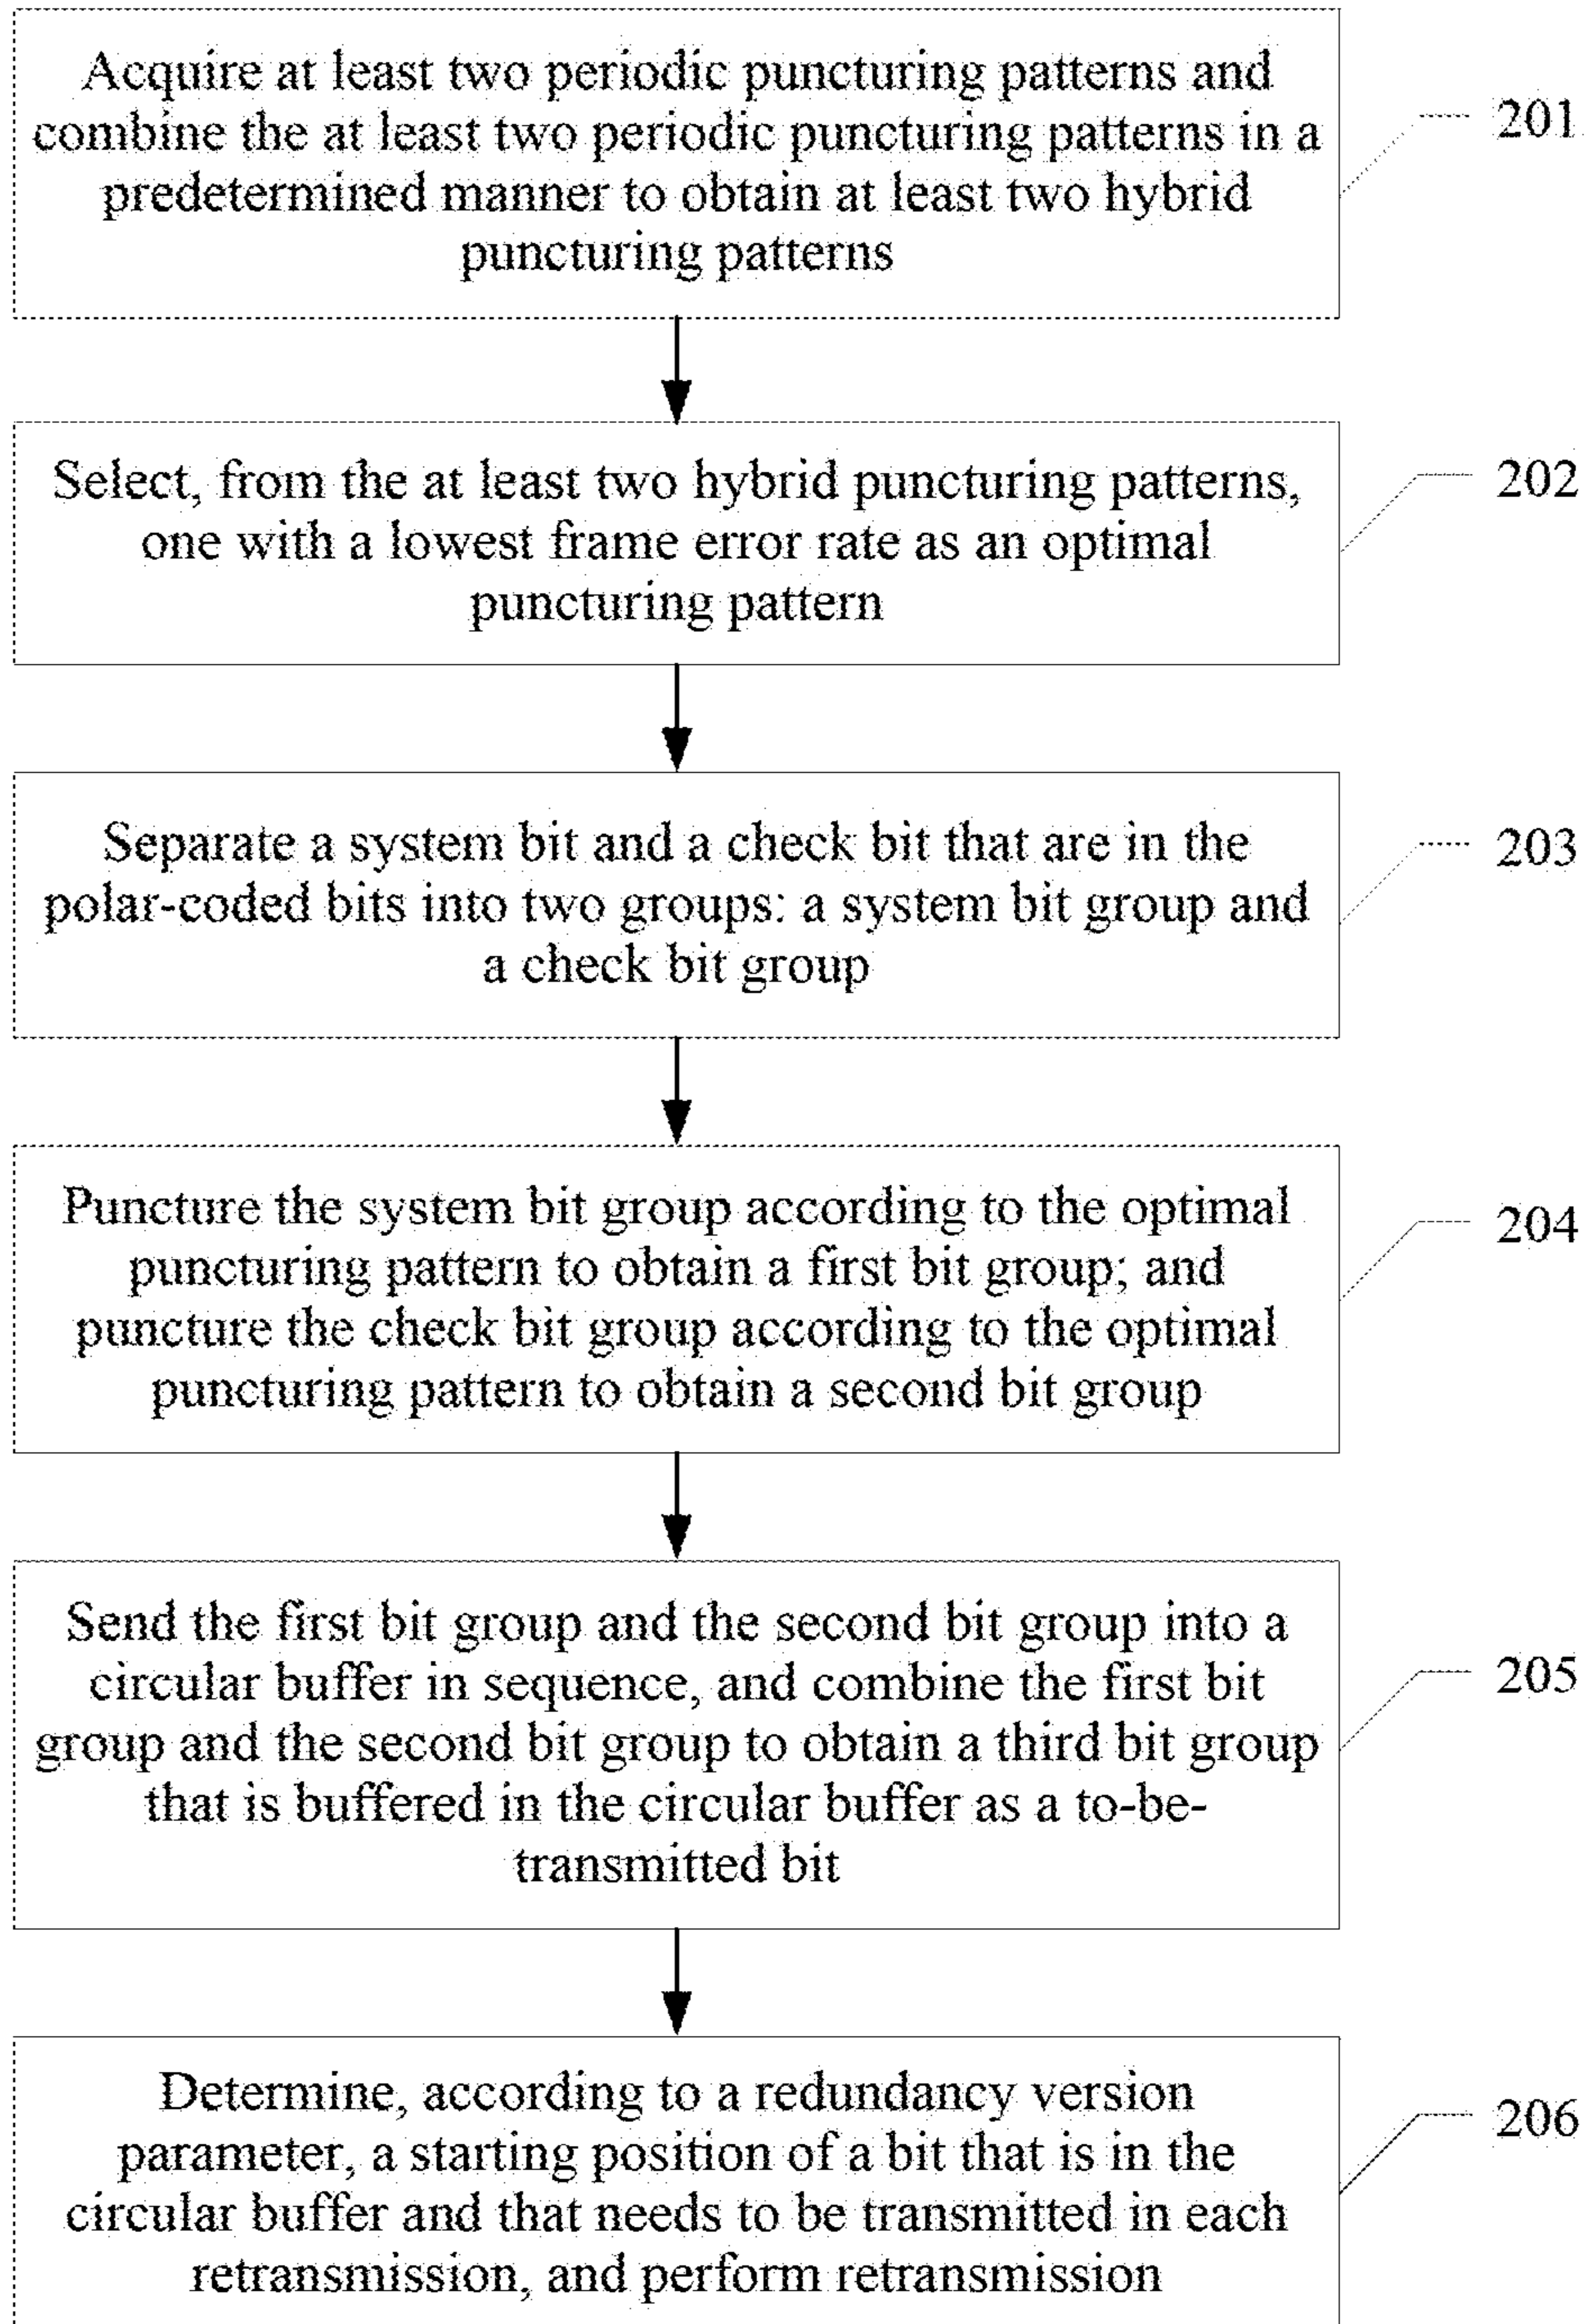 Acquire at least two periodic puncturing patterns and
combine the at least two periodic puncturing patterns in a
predetermined manner to obtain at least two hybrid
puncturing patterns
201
Select, from the at least two hybrid puncturing patterns,
one with a lowest frame error rate as an optimal
puncturing pattern
202
Separate a system bit and a check bit that are in the
polar-coded bits into two groups: a system bit group and
a check bit group
203
Puncture the system bit group according to the optimal
puncturing pattern to obtain a first bit group; and
puncture the check bit group according to the optimal
puncturing pattern to obtain a second bit group
204
Send the first bit group and the second bit group into a
circular buffer in sequence, and combine the first bit
group and the second bit group to obtain a third bit group
that is buffered in the circular buffer as a to-be-
transmitted bit
205
Determine, according to a redundancy version
parameter, a starting position of a bit that is in the
circular buffer and that needs to be transmitted in each
retransmission, and perform retransmission
206